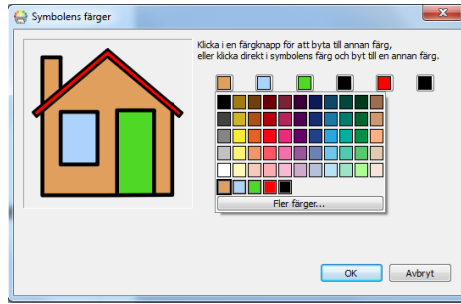 Symbolens färger
Klicka i en färgknapp för att byta till annan färg,
eller klicka direkt i symbolens färg och byt till en annan färg.
Fler färger...
OK
Avbryt